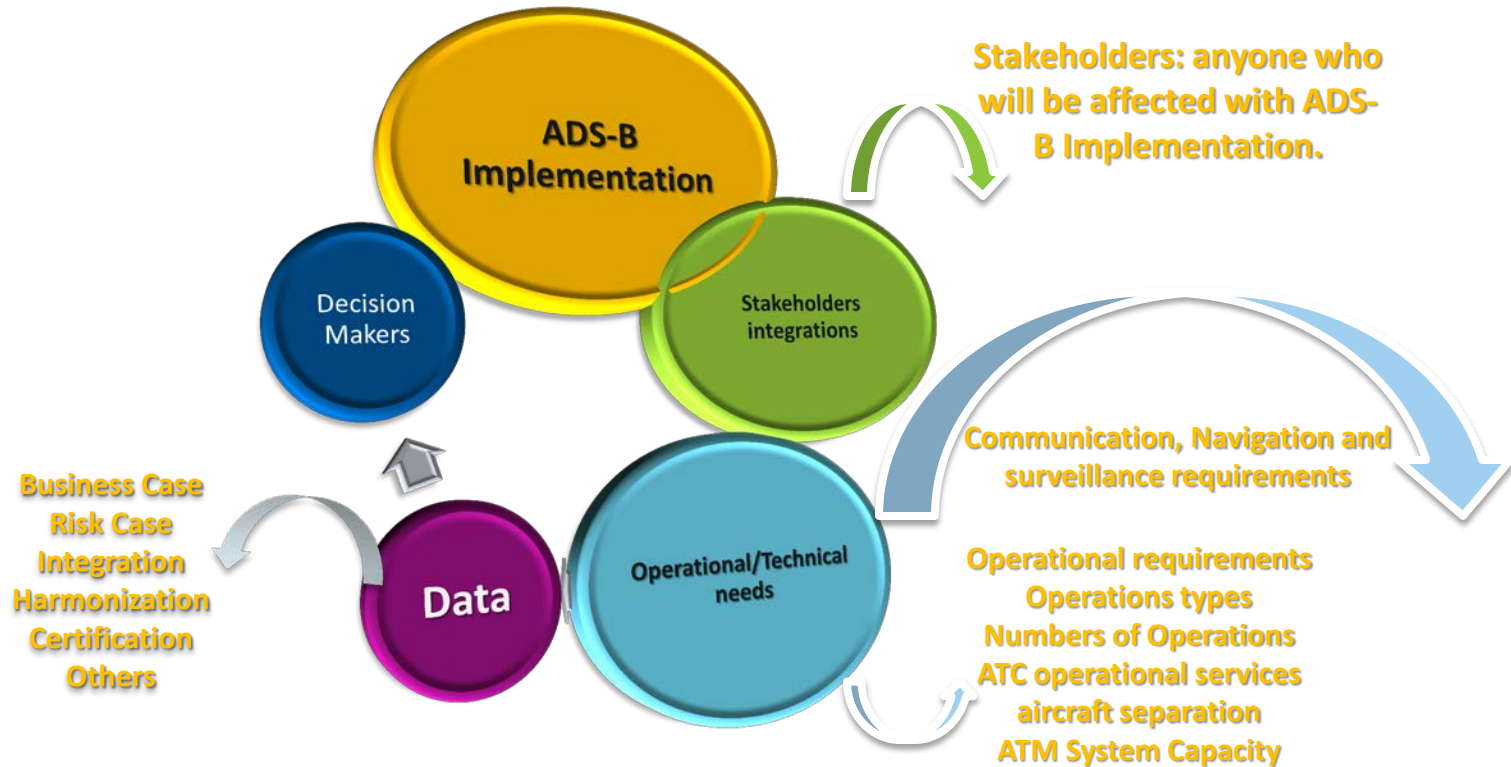 ADS-B
Implementation
Stakeholders: anyone who
will be affected with ADS-
B Implementation.
Decision
Makers
Stakeholders
integrations
Communication, Navigation and
surveillance requirements
Business Case
Risk Case
Integration
Harmonization
Certification
Others
Data
Operational/Technical
needs
Operational requirements
Operations types
Numbers of Operations
ATC operational services
aircraft separation
ATM System Capacity